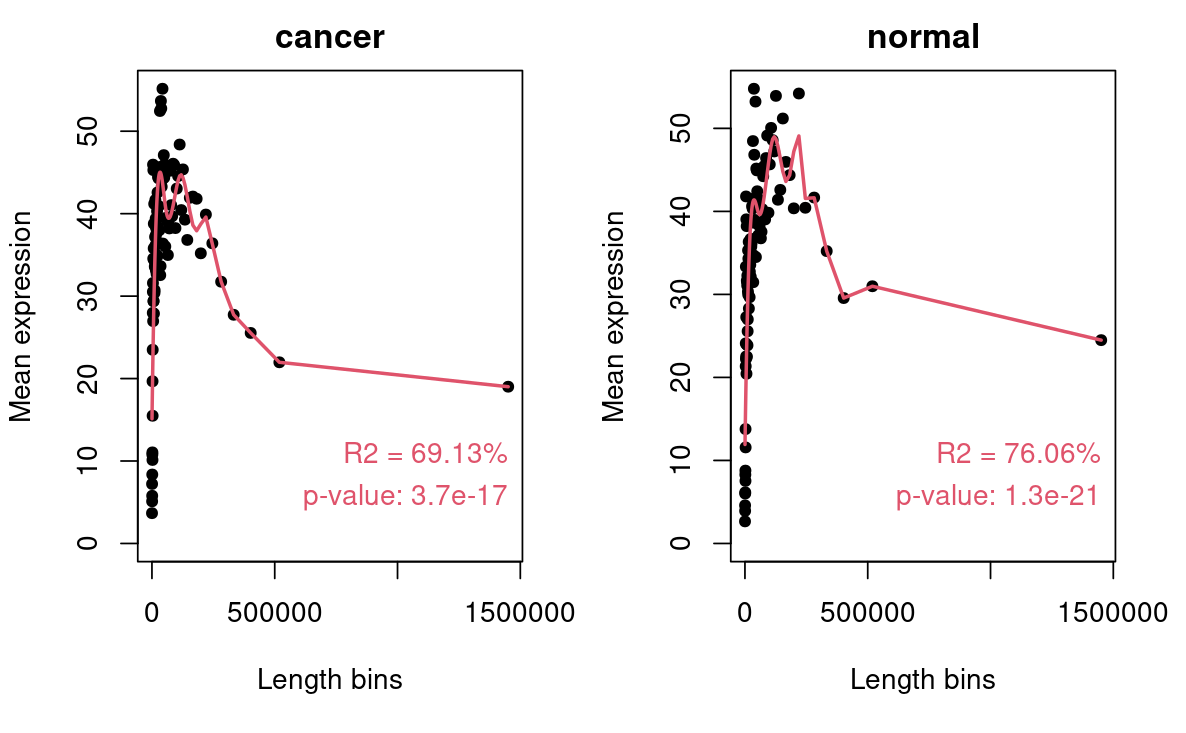 cancer
Mean expression
50
40
30
20
10
0
R2 = 69.13%
p-value: 3.7e-17
0 500000 1500000
Length bins
normal
Mean expression
50
40
30
20
10
0
R2 = 76.06%
p-value: 1.3e-21
0 500000 1500000
Length bins